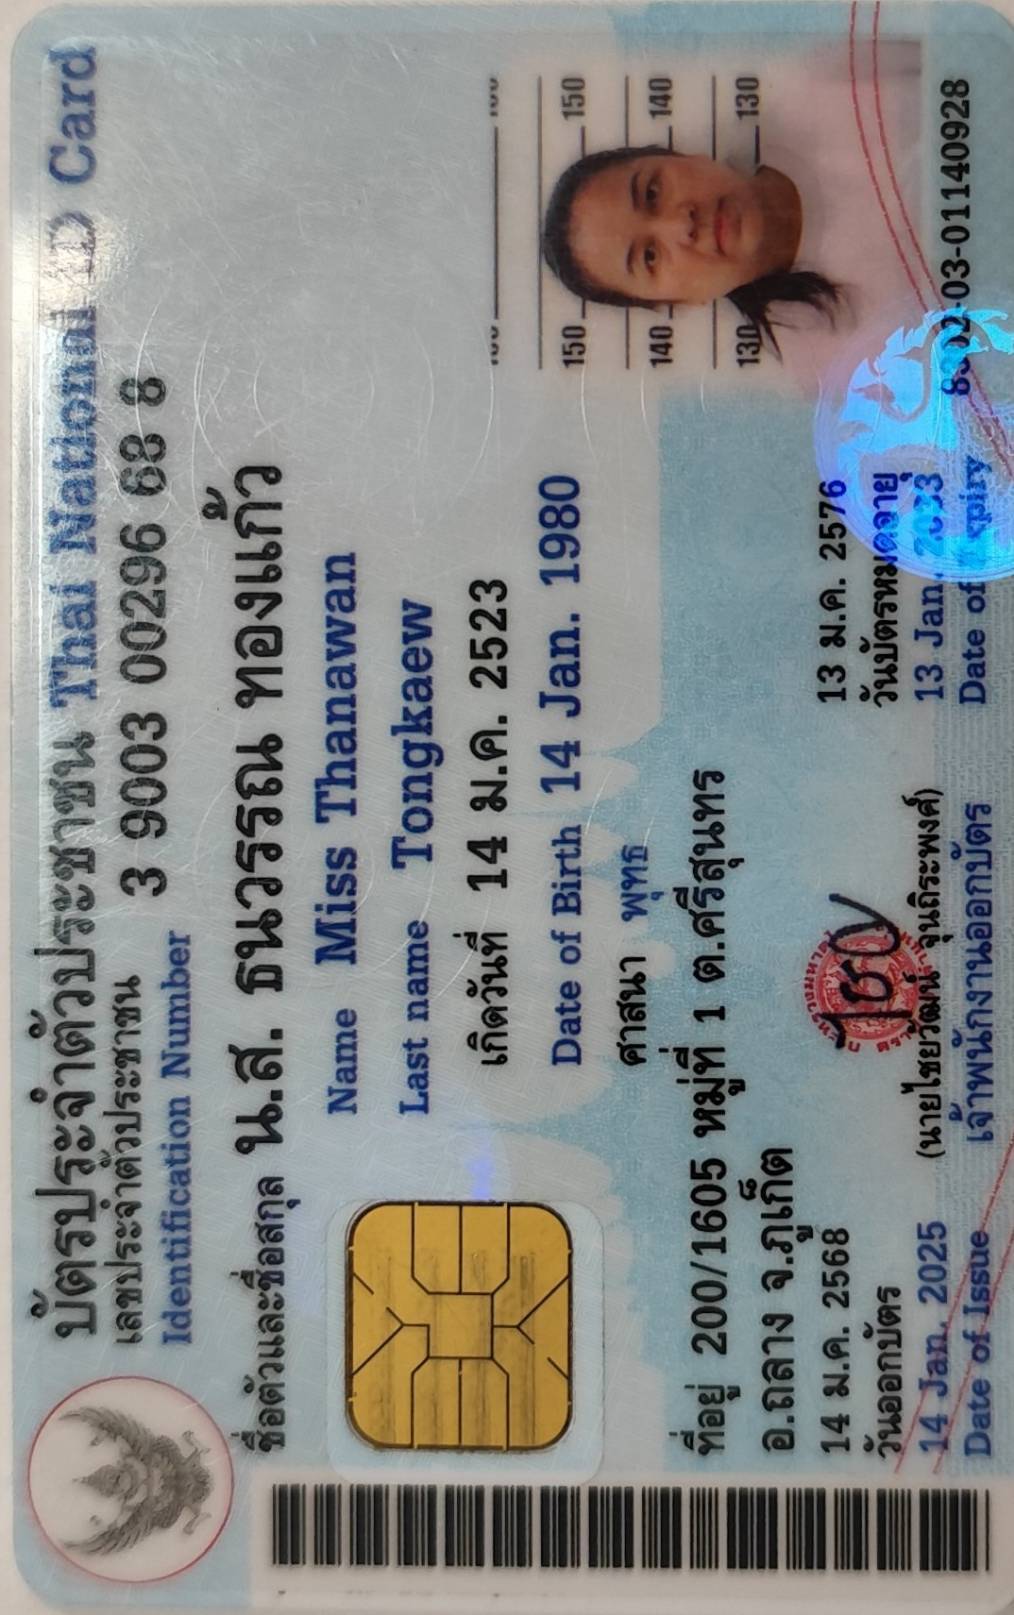 บัตรประจำตัวประชาชน Thai National ID Card
เลขประจำตัวประชาชน 3 9003 00296 68 8
Identification Number
ชื่อตัวและชื่อสกุล น.ส. ธนวรรณ ทองแก้ว
Name Miss Thanawan
Last name Tongkaew
เกิดวันที่ 14 ม.ค. 2523
Date of Birth 14 Jan. 1980
ศาสนา พุทธ
ที่อยู่ 200/1605 หมู่ที่ 1 ต.ศรีสุนทร
อ.ถลาง จ.ภูเก็ต
14 ม.ค. 2568
วันออกบัตร
14 Jan. 2025
Date of Issue
(นายไชยวัฒน์ จุนถิระพงศ์)
เจ้าพนักงานออกบัตร
13 ม.ค. 2576
วันบัตรหมดอายุ
13 Jan. 2033
Date of Expiry
150 150
140 140
130 130
8302-03-01140928